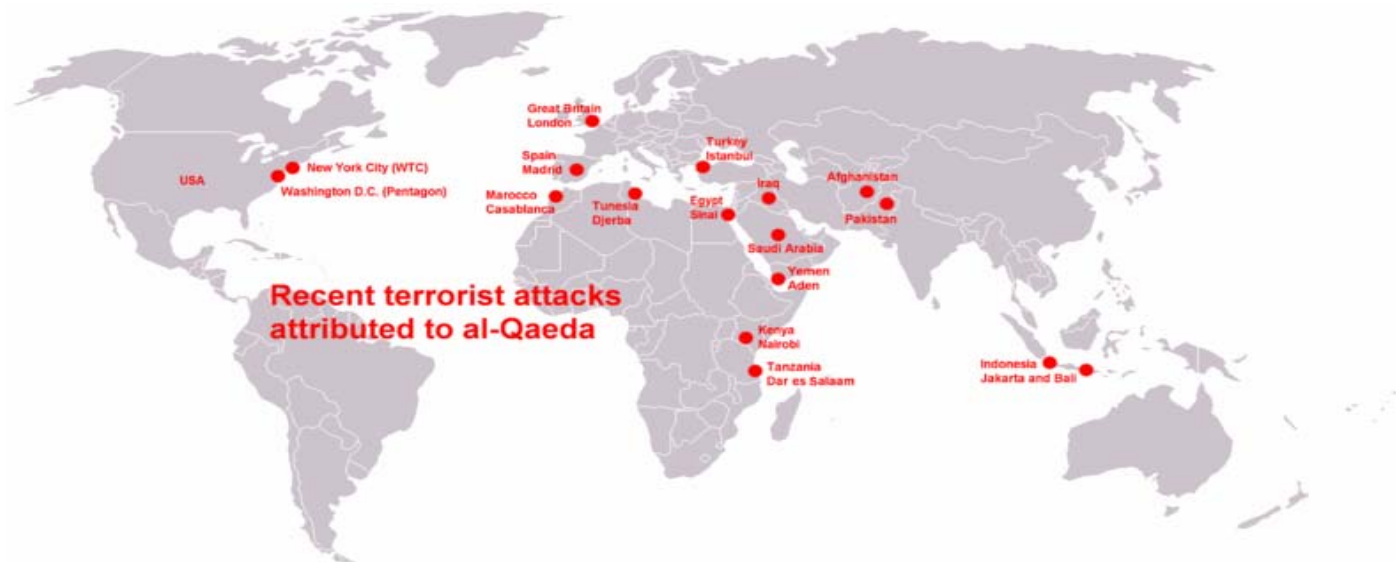 Great Britain
London
Turkey
Istanbul
Spain
Madrid
New York City (WTC)
USA
Washington D.C. (Pentagon)
Marocco
Casablanca
Tunesia
Djerba
Egypt
Sinai
Iraq
Afghanistan
Pakistan
Saudi Arabia
Yemen
Aden
Recent terrorist attacks
attributed to al-Qaeda
Kenya
Nairobi
Tanzania
Dar es Salaam
Indonesia
Jakarta and Bali